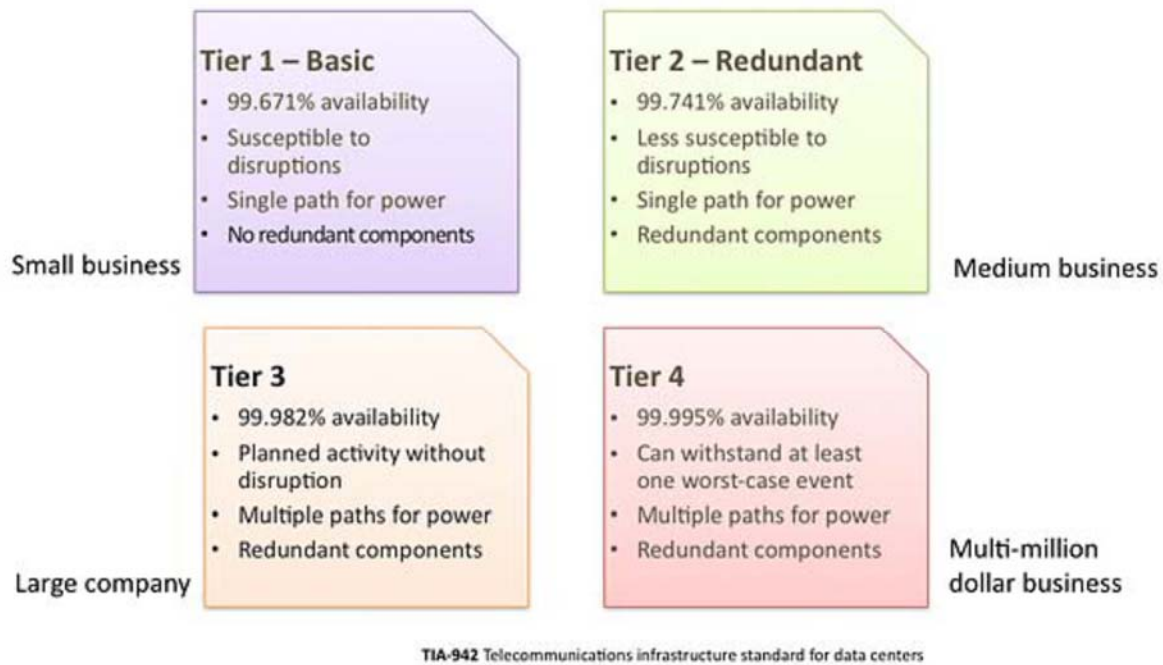 Tier 1 – Basic
• 99.671% availability
• Susceptible to
disruptions
• Single path for power
• No redundant components
Small business
Tier 2 – Redundant
• 99.741% availability
• Less susceptible to
disruptions
• Single path for power
• Redundant components
Medium business
Tier 3
• 99.982% availability
• Planned activity without
disruption
• Multiple paths for power
• Redundant components
Large company
Tier 4
• 99.995% availability
• Can withstand at least
one worst-case event
• Multiple paths for power
• Redundant components
Multi-million
dollar business
TIA-942 Telecommunications infrastructure standard for data centers